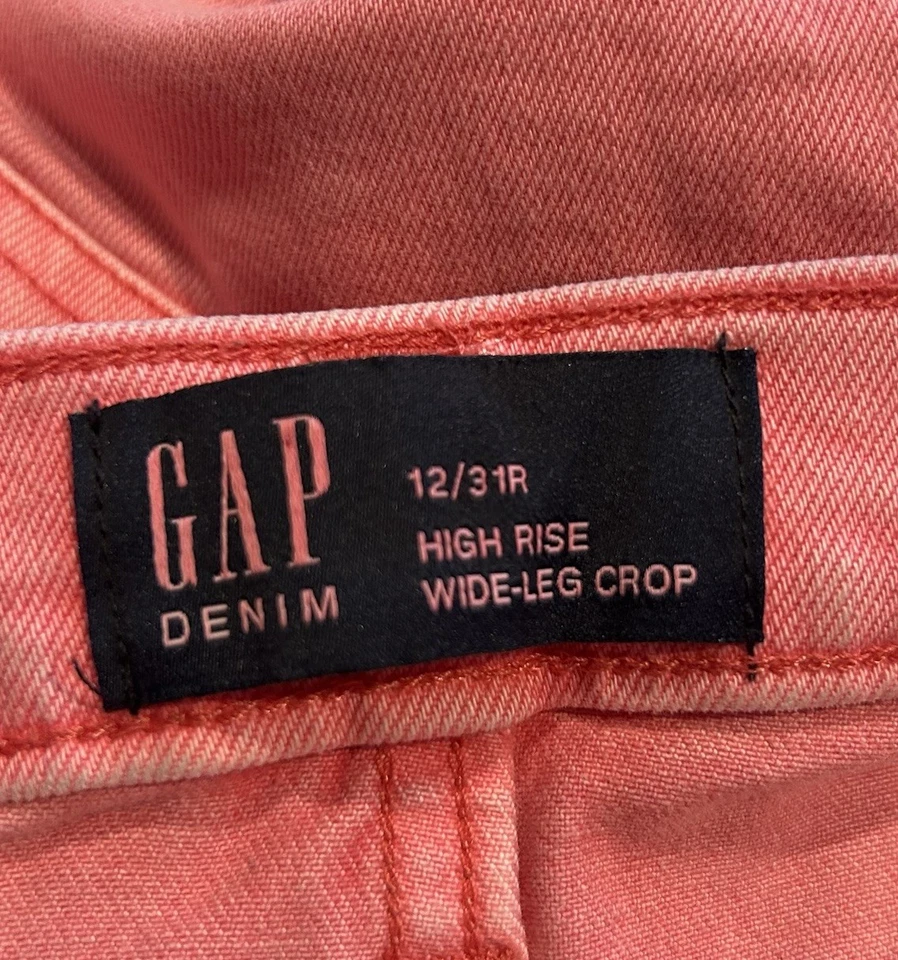 GAP
DENIM
12/31R
HIGH RISE
WIDE-LEG CROP